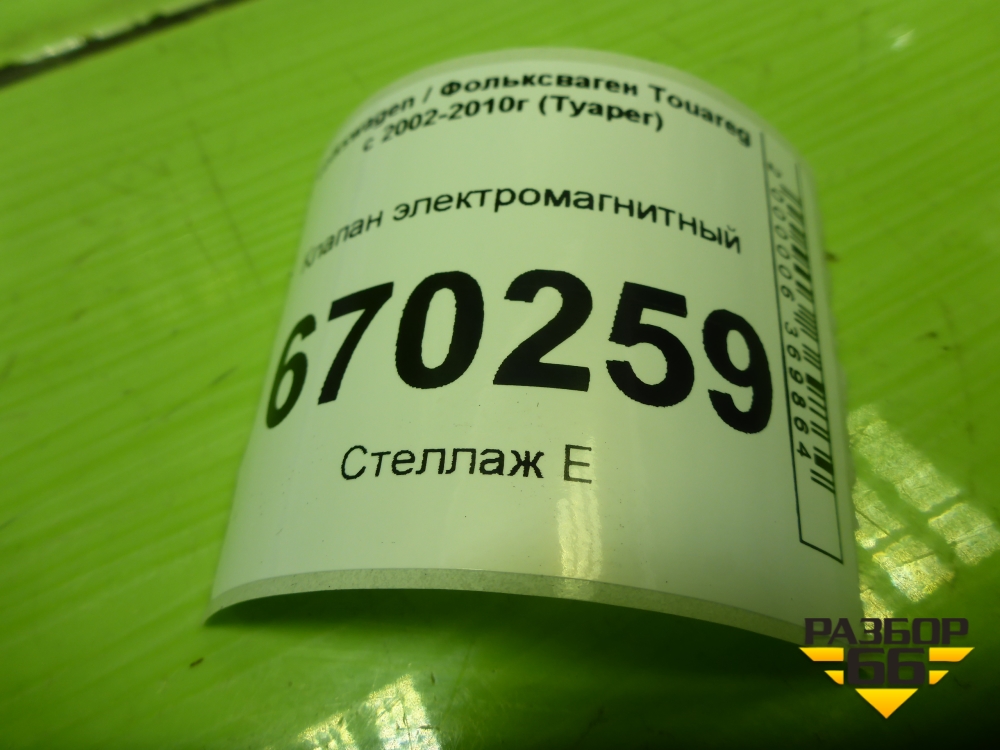 / Фольксваген Touareg
с 2002-2010г (Туарег)
Клапан электромагнитный
670259
Стеллаж Е
2000006369864
РАЗБОР
66